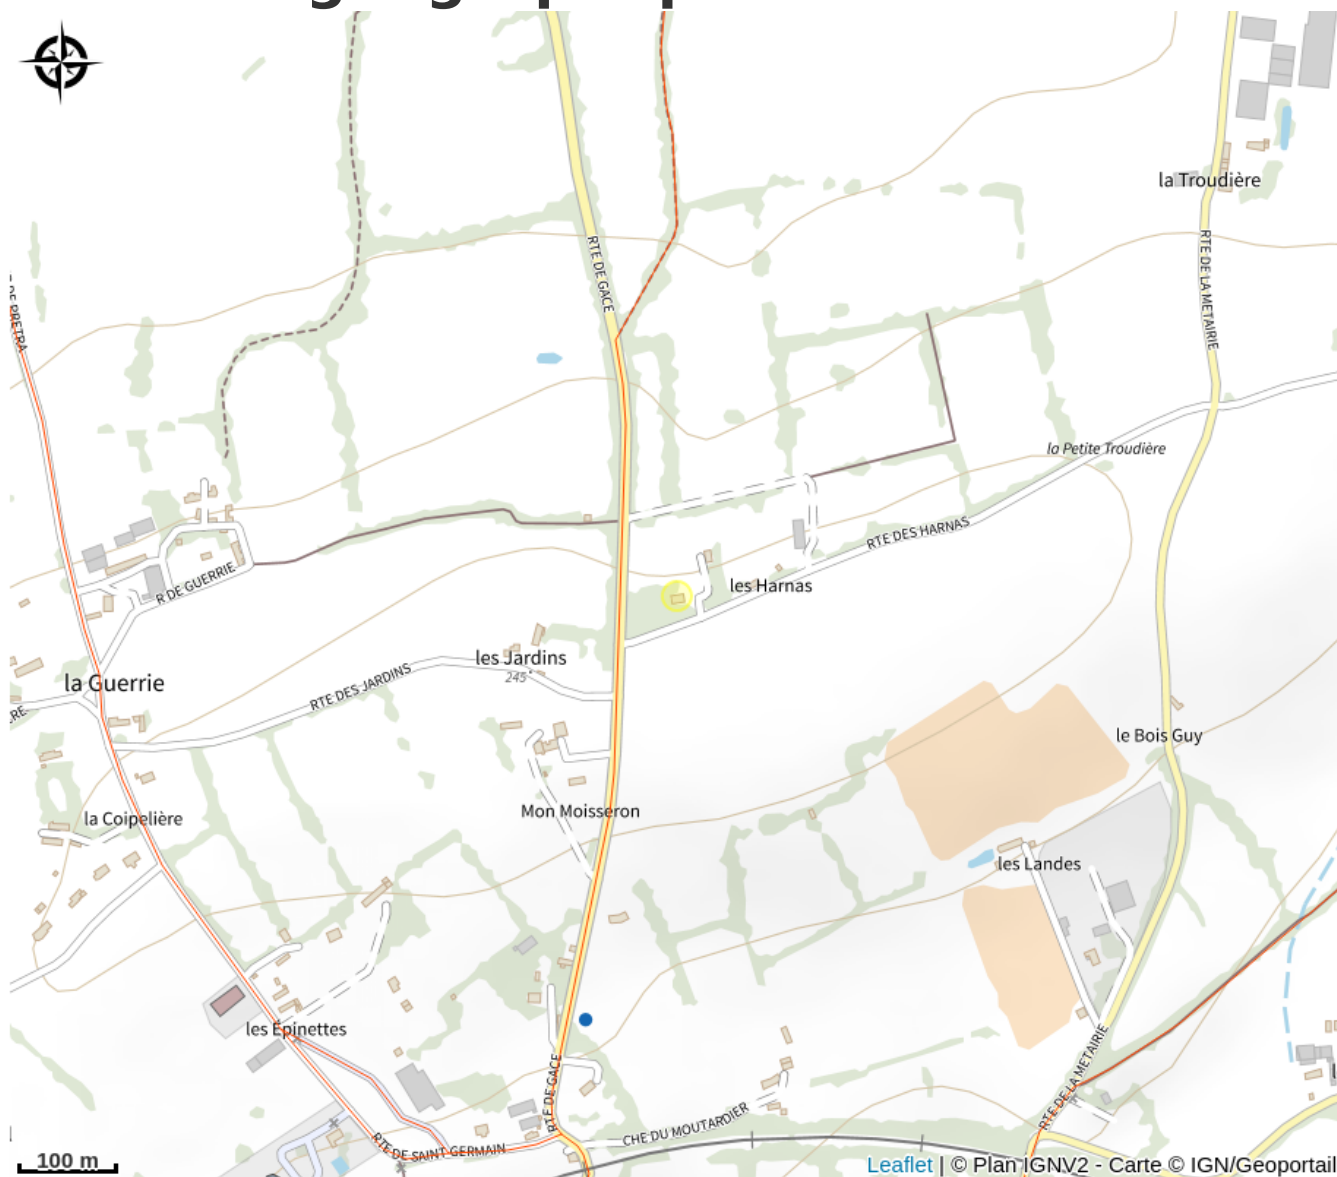 la Troudière
RTE DE GACE
RTE DE LA METAIRIE
DE PRETRA
la Petite Troudière
RTE DES HARNAS
R DE GUERRIE
les Harnas
les Jardins
245
RTE DES JARDINS
la Guerrie
le Bois Guy
Mon Moisseron
la Coipelière
les Landes
les Epinettes
RTE DE GACE
RTE DE LA METAIRIE
CHE DU MOUTARDIER
RTE DE SAINT GERMAIN
100 m
Leaflet | © Plan IGNV2 - Carte © IGN/Geoportail